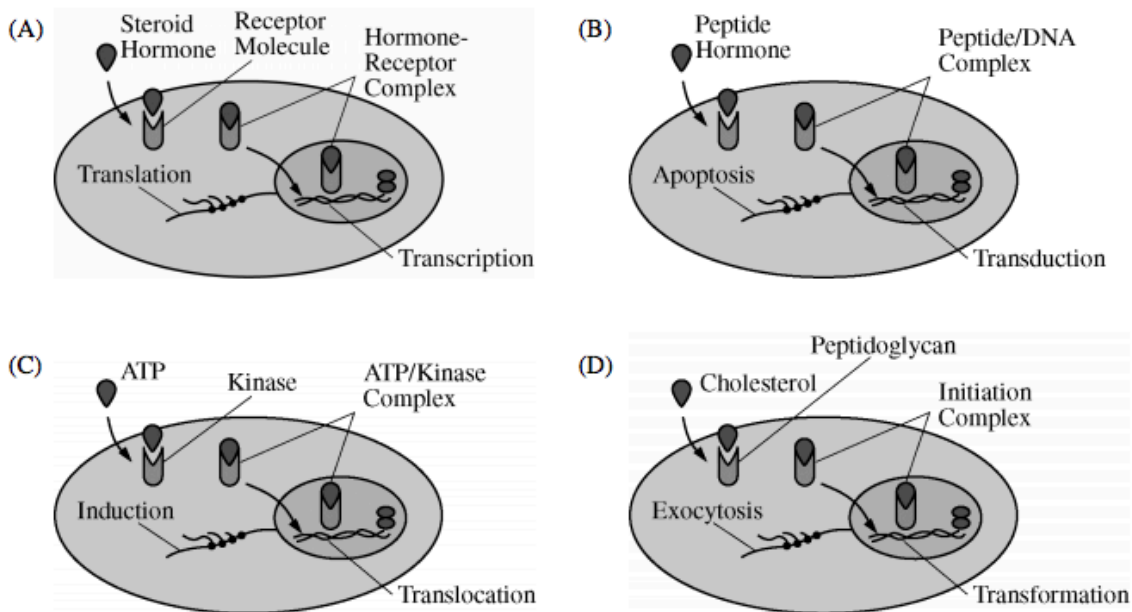 (A)
Steroid
Hormone
Receptor
Molecule
Hormone-
Receptor
Complex
Translation
Transcription
(B)
Peptide
Hormone
Peptide/DNA
Complex
Apoptosis
Transduction
(C)
ATP
Kinase
ATP/Kinase
Complex
Induction
Translocation
(D)
Peptidoglycan
Cholesterol
Initiation
Complex
Exocytosis
Transformation